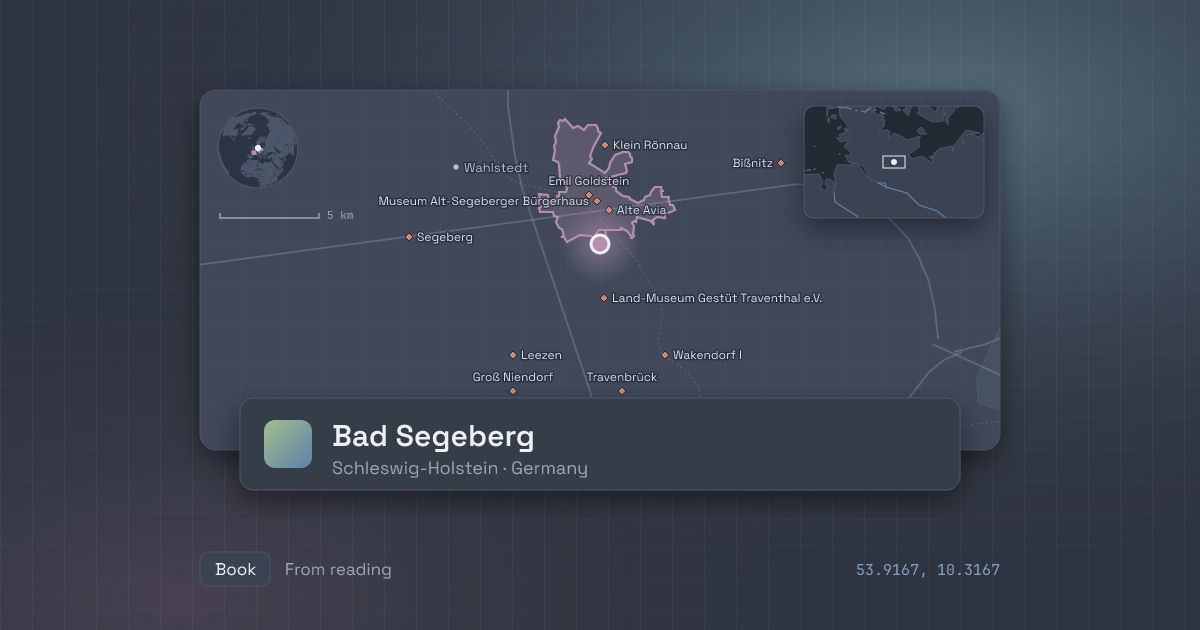 Klein Rönnau
Bißnitz
Wahlstedt
Emil Goldstein
Museum Alt-Segeberger Bürgerhaus
Alte Avia
5 km
Segeberg
Land-Museum Gestüt Traventhal e.V.
Leezen
Wakendorf I
Groß Niendorf
Travenbrück
Bad Segeberg
Schleswig-Holstein · Germany
Book
From reading
53.9167, 10.3167